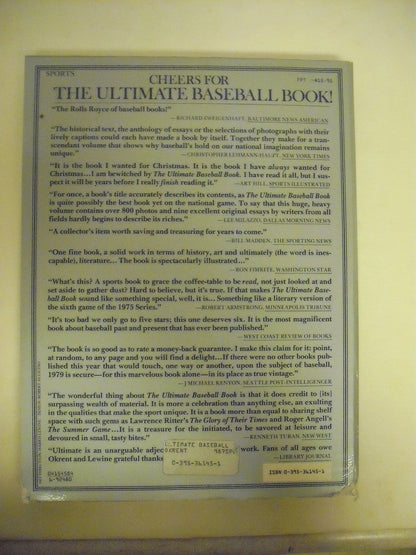 SPORTS
FPT
CHEERS FOR
THE ULTIMATE BASEBALL BOOK!
"The Rolls Royce of baseball books!"
—RICHARD ZWEIGENHAFT, BALTIMORE NEWS AMERICAN
"The historical text, the anthology of essays or the selections of photographs with their
lively captions could each have made a book by itself. Together they make for a tran-
scendant volume that shows why baseball's hold on our national imagination remains
unique."
—CHRISTOPHER LEHMANN-HAUPT, NEW YORK TIMES
"It is the book I wanted for Christmas. It is the book I have always wanted for
Christmas...I am bewitched by The Ultimate Baseball Book. I have read it all, but I sus-
pect it will be years before I really finish reading it."
—ART HILL, SPORTS ILLUSTRATED
"For once, a book's title accurately describes its contents, as The Ultimate Baseball Book
is quite possibly the best book yet on the national game. To say that this huge, heavy
volume contains over 800 photos and nine excellent original essays by writers from all
fields hardly begins to describe its riches."
—LEE MILAZZO, DALLAS MORNING NEWS
"A collector's item worth saving and treasuring for years to come."
—BILL MADDEN, THE SPORTING NEWS
"One fine book, a solid work in terms of history, art and ultimately (the word is ines-
capable), literature... The book is spectacularly illustrated..."
—RON FIMRITE, WASHINGTON STAR
"What's this? A sports book to grace the coffee-table to be read, not just looked at and
set aside to gather dust? Hard to believe, but it's true. If that makes The Ultimate Base-
ball Book sound like something special, well, it is... Something like a literary version of
the sixth game of the 1975 Series."
—ROBERT ARMSTRONG, MINNEAPOLIS TRIBUNE
"It's too bad we only go to five stars; this one deserves six. It is the most magnificent
book about baseball past and present that has ever been published."
—WEST COAST REVIEW OF BOOKS
"The book is so good as to rate a money-back guarantee. I make this claim for it: point,
at random, to any page and you will find a delight...If there were no other books pub-
lished this year that would touch, one way or another, upon the subject of baseball,
1979 is secure—for this marvelous book alone—in its place as true vintage."
—J MICHAEL KENYON, SEATTLE POST-INTELLIGENCER
"The wonderful thing about The Ultimate Baseball Book is that it does credit to [its]
surpassing wealth of material. It is more a celebration than anything else, an exulting
in the qualities that make the sport unique. It is a book more than equal to sharing shelf
space with such gems as Lawrence Ritter's The Glory of Their Times and Roger Angell's
The Summer Game...It is a treasure for the initiated, to be savored at leisure and
devoured in small, tasty bites."
—KENNETH TURAN, NEW WEST
"Ultimate is an unarguable adjec
work. Fans of all ages owe
Okrent and Lewine grateful thanks
—LIBRARY JOURNAL
ULTIMATE BASEBALL
OKRENT
0-395-36145-1
ISBN 0-395-36145-1
6-92480